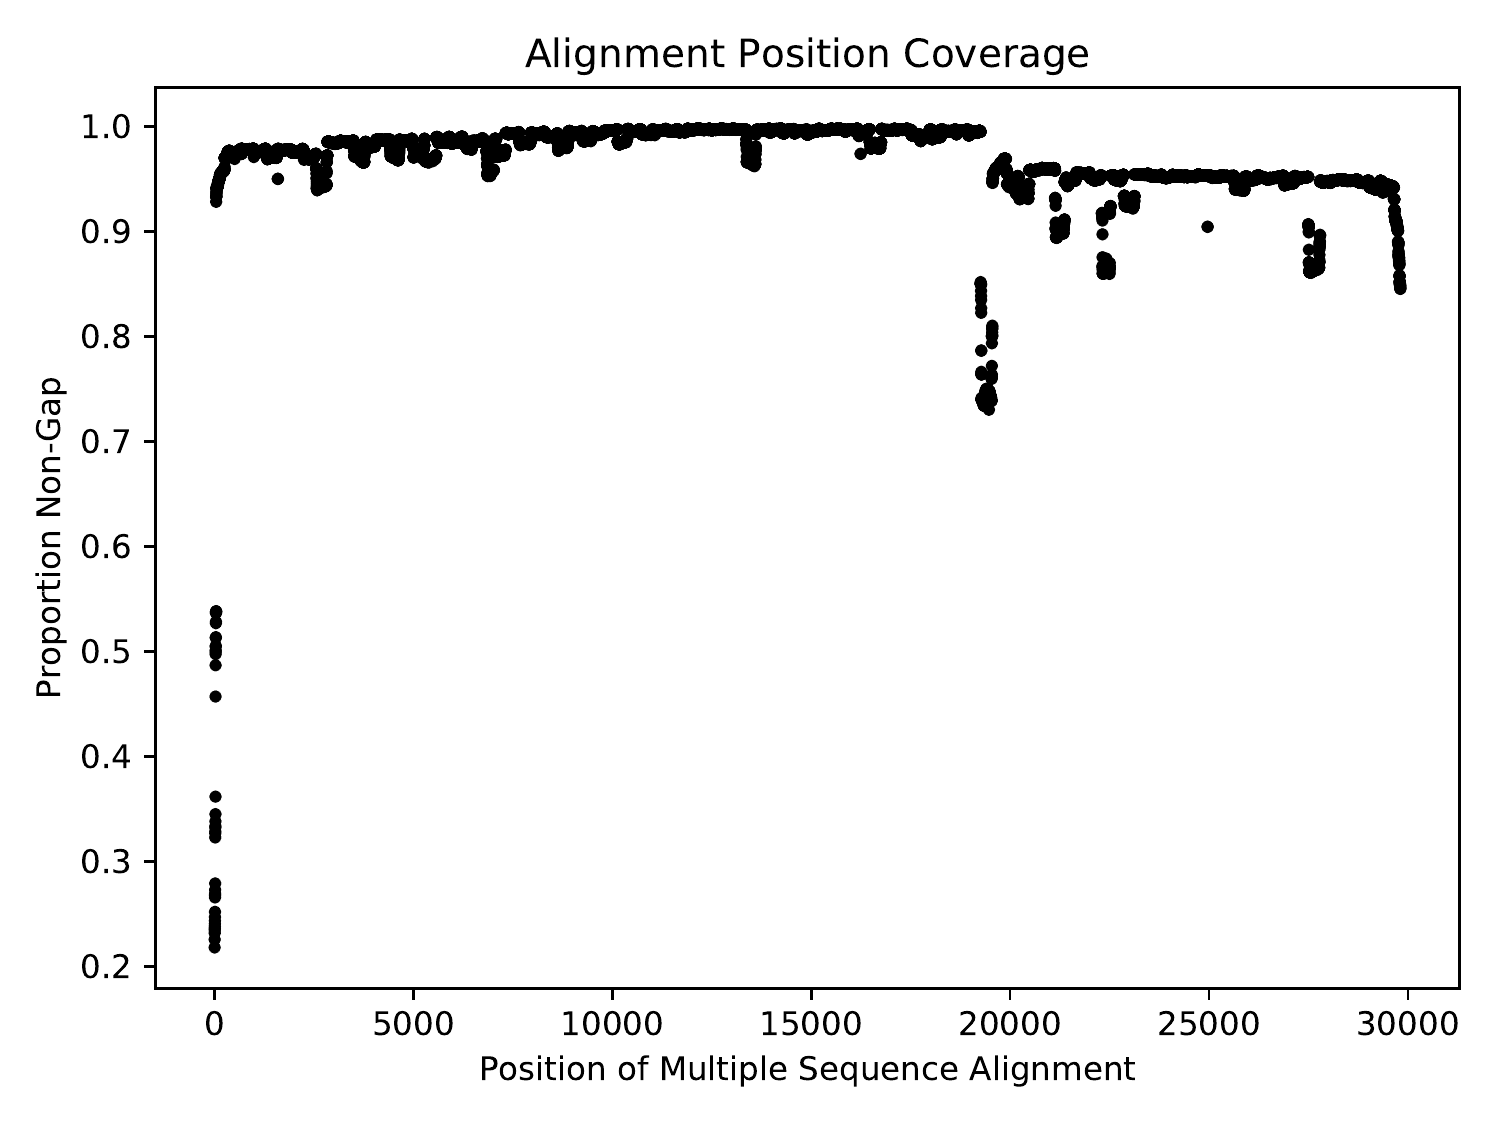 Alignment Position Coverage
Proportion Non-Gap
1.0
0.9
0.8
0.7
0.6
0.5
0.4
0.3
0.2
0 5000 10000 15000 20000 25000 30000
Position of Multiple Sequence Alignment